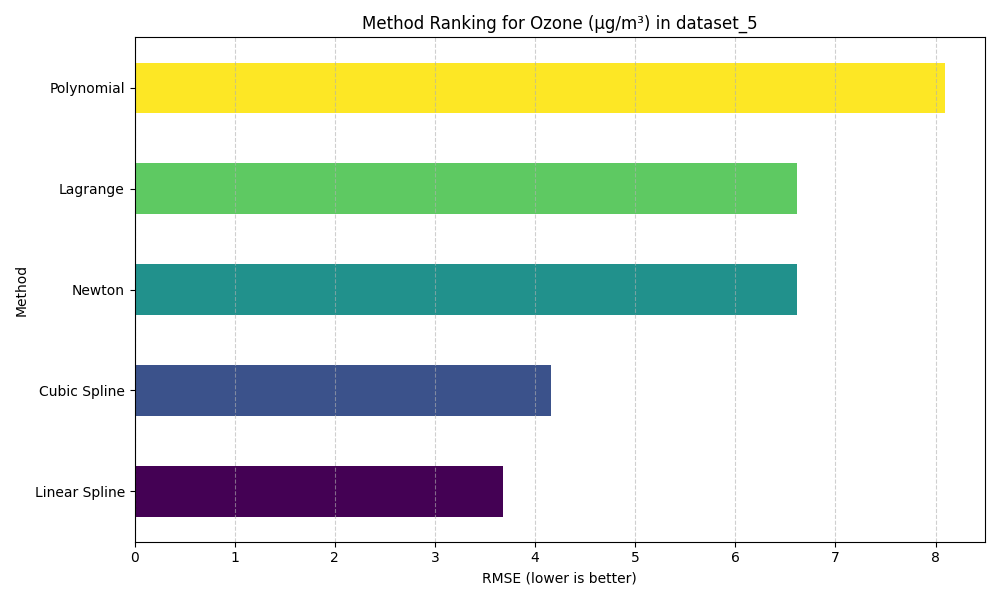 Method Ranking for Ozone (µg/m³) in dataset_5
Method
Polynomial
Lagrange
Newton
Cubic Spline
Linear Spline
0 1 2 3 4 5 6 7 8
RMSE (lower is better)